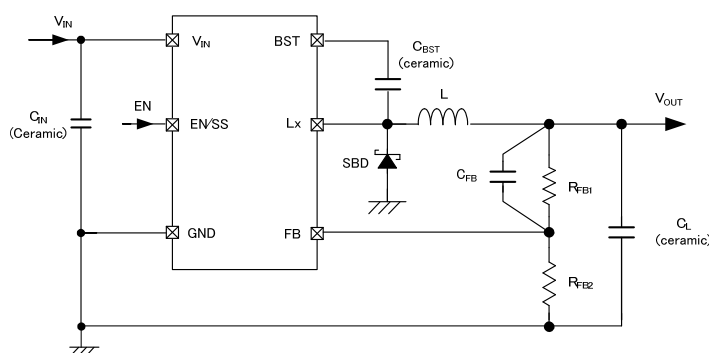 VIN
VIN
BST
CBST
(ceramic)
L
VOUT
CIN
(Ceramic)
EN
EN/SS
Lx
SBD
CFB
RFB1
CL
(ceramic)
GND
FB
RFB2